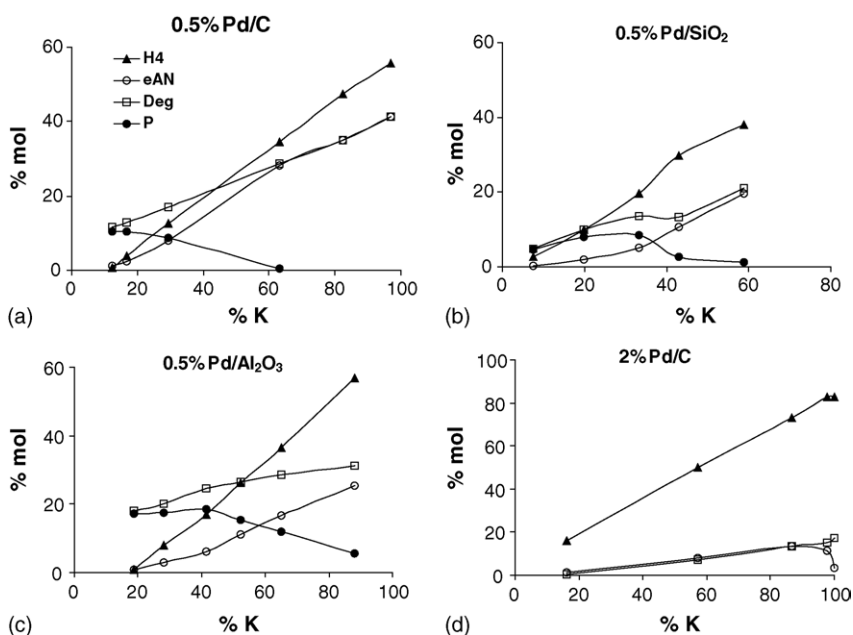 0.5% Pd/C
H4
eAN
Deg
P
% mol
60
40
20
0
0 20 40 60 80 100
% K
(a)
0.5% Pd/SiO2
% mol
60
40
20
0
0 20 40 60 80
% K
(b)
0.5% Pd/Al2O3
% mol
60
40
20
0
0 20 40 60 80 100
% K
(c)
2% Pd/C
% mol
100
80
60
40
20
0
0 20 40 60 80 100
% K
(d)